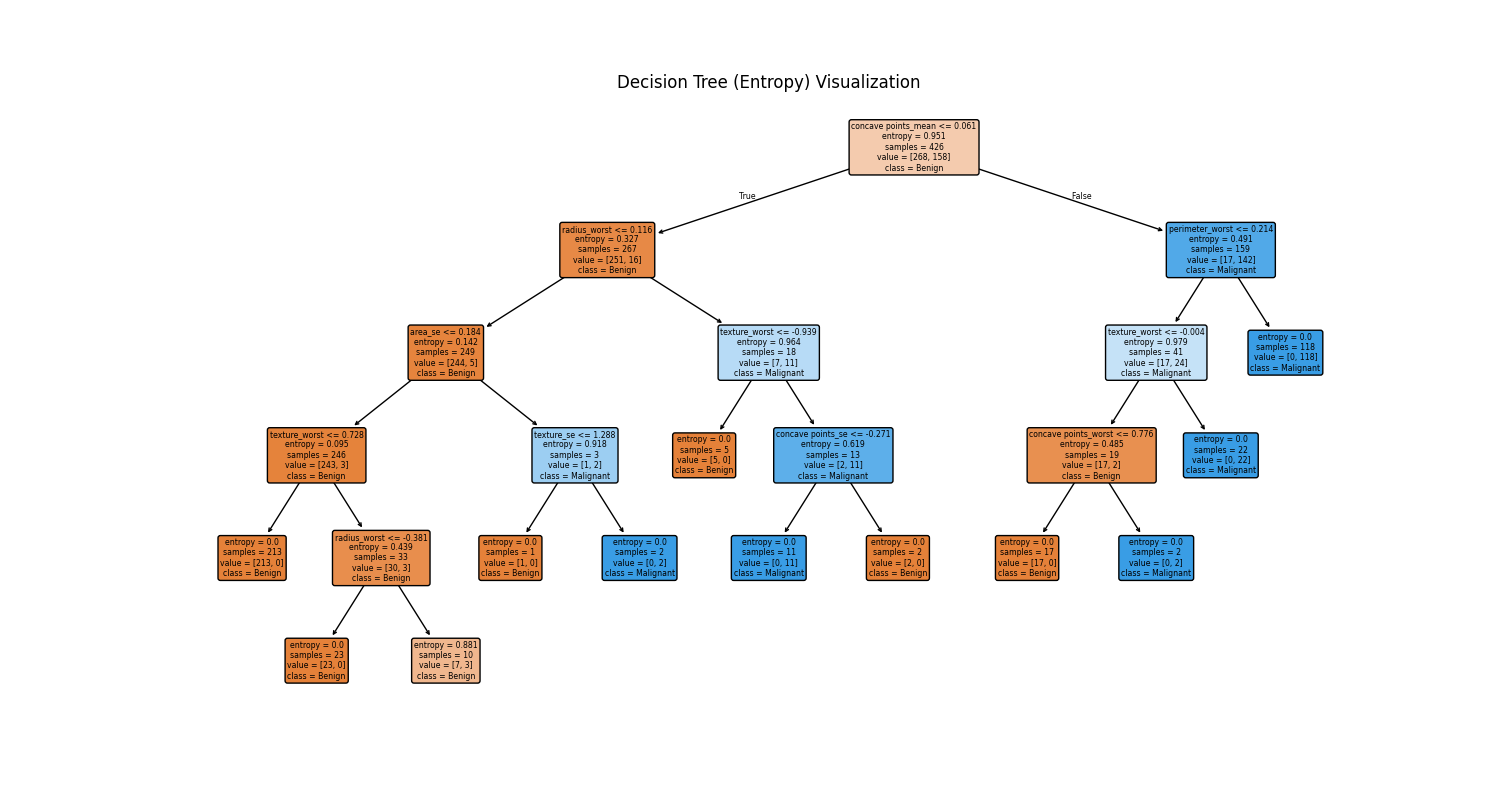 Decision Tree (Entropy) Visualization
concave points_mean <= 0.061
entropy = 0.951
samples = 426
value = [268, 158]
class = Benign
True
False
radius_worst <= 0.116
entropy = 0.327
samples = 267
value = [251, 16]
class = Benign
perimeter_worst <= 0.214
entropy = 0.491
samples = 159
value = [17, 142]
class = Malignant
area_se <= 0.184
entropy = 0.142
samples = 249
value = [244, 5]
class = Benign
texture_worst <= -0.939
entropy = 0.964
samples = 18
value = [7, 11]
class = Malignant
texture_worst <= -0.004
entropy = 0.979
samples = 41
value = [17, 24]
class = Malignant
entropy = 0.0
samples = 118
value = [0, 118]
class = Malignant
texture_worst <= 0.728
entropy = 0.095
samples = 246
value = [243, 3]
class = Benign
texture_se <= 1.288
entropy = 0.918
samples = 3
value = [1, 2]
class = Malignant
entropy = 0.0
samples = 5
value = [5, 0]
class = Benign
concave points_se <= -0.271
entropy = 0.619
samples = 13
value = [2, 11]
class = Malignant
concave points_worst <= 0.776
entropy = 0.485
samples = 19
value = [17, 2]
class = Benign
entropy = 0.0
samples = 22
value = [0, 22]
class = Malignant
entropy = 0.0
samples = 213
value = [213, 0]
class = Benign
radius_worst <= -0.381
entropy = 0.439
samples = 33
value = [30, 3]
class = Benign
entropy = 0.0
samples = 1
value = [1, 0]
class = Benign
entropy = 0.0
samples = 2
value = [0, 2]
class = Malignant
entropy = 0.0
samples = 11
value = [0, 11]
class = Malignant
entropy = 0.0
samples = 2
value = [2, 0]
class = Benign
entropy = 0.0
samples = 17
value = [17, 0]
class = Benign
entropy = 0.0
samples = 2
value = [0, 2]
class = Malignant
entropy = 0.0
samples = 23
value = [23, 0]
class = Benign
entropy = 0.881
samples = 10
value = [7, 3]
class = Benign